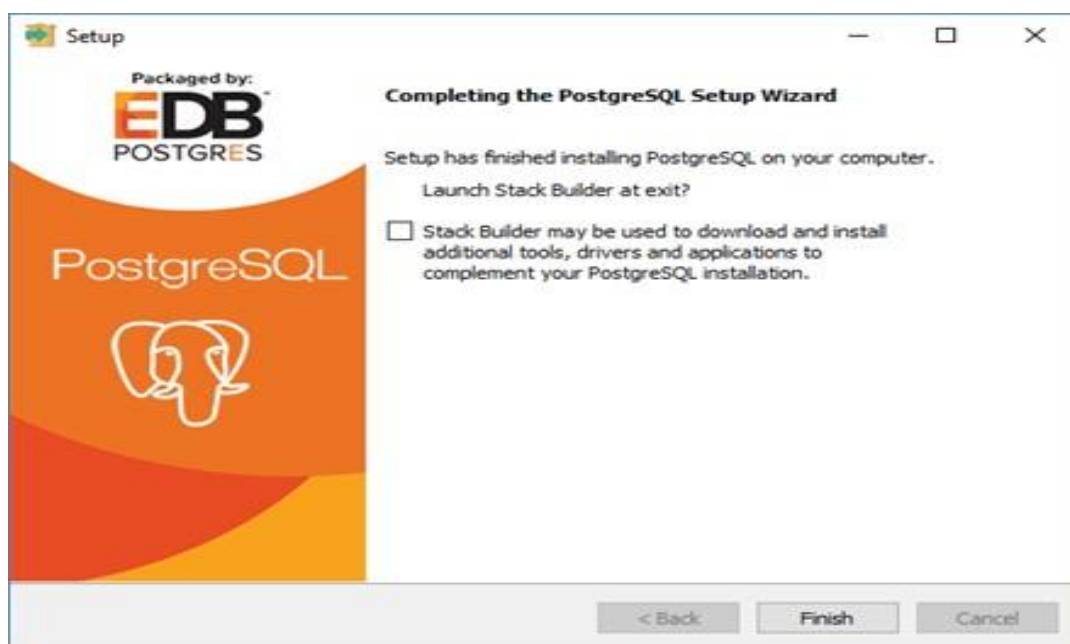 Setup
Packaged by:
EDB
POSTGRES
PostgreSQL
Completing the PostgreSQL Setup Wizard
Setup has finished installing PostgreSQL on your computer.
Launch Stack Builder at exit?
Stack Builder may be used to download and install
additional tools, drivers and applications to
complement your PostgreSQL installation.
< Back
Finish
Cancel